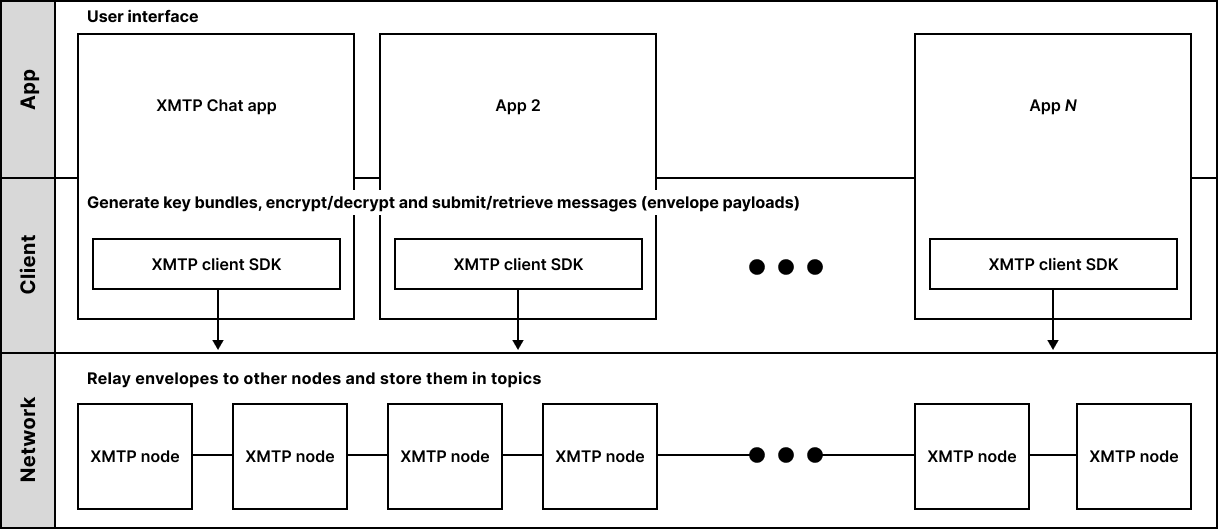 App
User interface
XMTP Chat app
App 2
App N
Client
Generate key bundles, encrypt/decrypt and submit/retrieve messages (envelope payloads)
XMTP client SDK
XMTP client SDK
XMTP client SDK
Network
Relay envelopes to other nodes and store them in topics
XMTP node
XMTP node
XMTP node
XMTP node
XMTP node
XMTP node